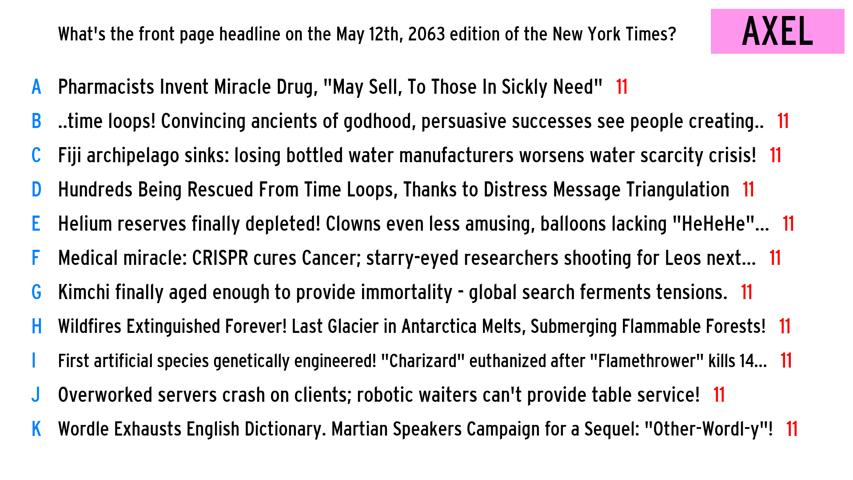 What's the front page headline on the May 12th, 2063 edition of the New York Times?
AXEL
A Pharmacists Invent Miracle Drug, "May Sell, To Those In Sickly Need" 11
B ..time loops! Convincing ancients of godhood, persuasive successes see people creating.. 11
C Fiji archipelago sinks: losing bottled water manufacturers worsens water scarcity crisis! 11
D Hundreds Being Rescued From Time Loops, Thanks to Distress Message Triangulation 11
E Helium reserves finally depleted! Clowns even less amusing, balloons lacking "HeHeHe"... 11
F Medical miracle: CRISPR cures Cancer; starry-eyed researchers shooting for Leos next... 11
G Kimchi finally aged enough to provide immortality - global search ferments tensions. 11
H Wildfires Extinguished Forever! Last Glacier in Antarctica Melts, Submerging Flammable Forests! 11
I First artificial species genetically engineered! "Charizard" euthanized after "Flamethrower" kills 14... 11
J Overworked servers crash on clients; robotic waiters can't provide table service! 11
K Wordle Exhausts English Dictionary. Martian Speakers Campaign for a Sequel: "Other-Wordl-y"! 11